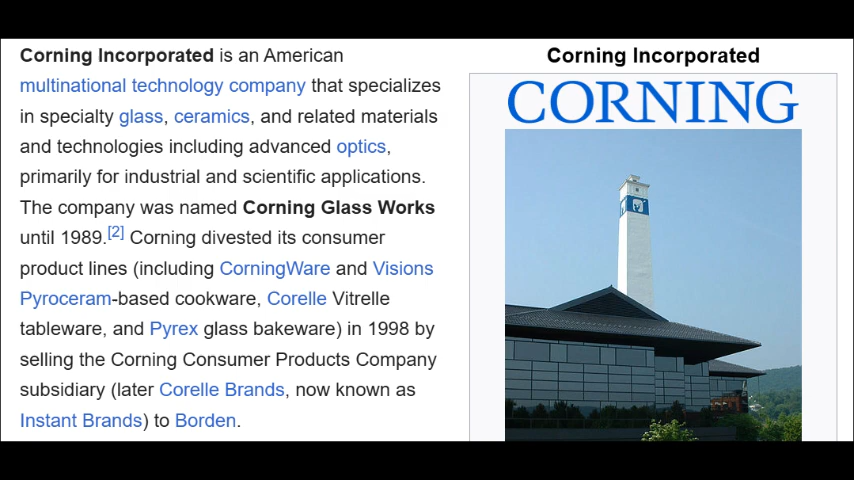 Corning Incorporated is an American
multinational technology company that specializes
in specialty glass, ceramics, and related materials
and technologies including advanced optics,
primarily for industrial and scientific applications.
The company was named Corning Glass Works
until 1989.[2] Corning divested its consumer
product lines (including CorningWare and Visions
Pyroceram-based cookware, Corelle Vitrelle
tableware, and Pyrex glass bakeware) in 1998 by
selling the Corning Consumer Products Company
subsidiary (later Corelle Brands, now known as
Instant Brands) to Borden.
Corning Incorporated
CORNING